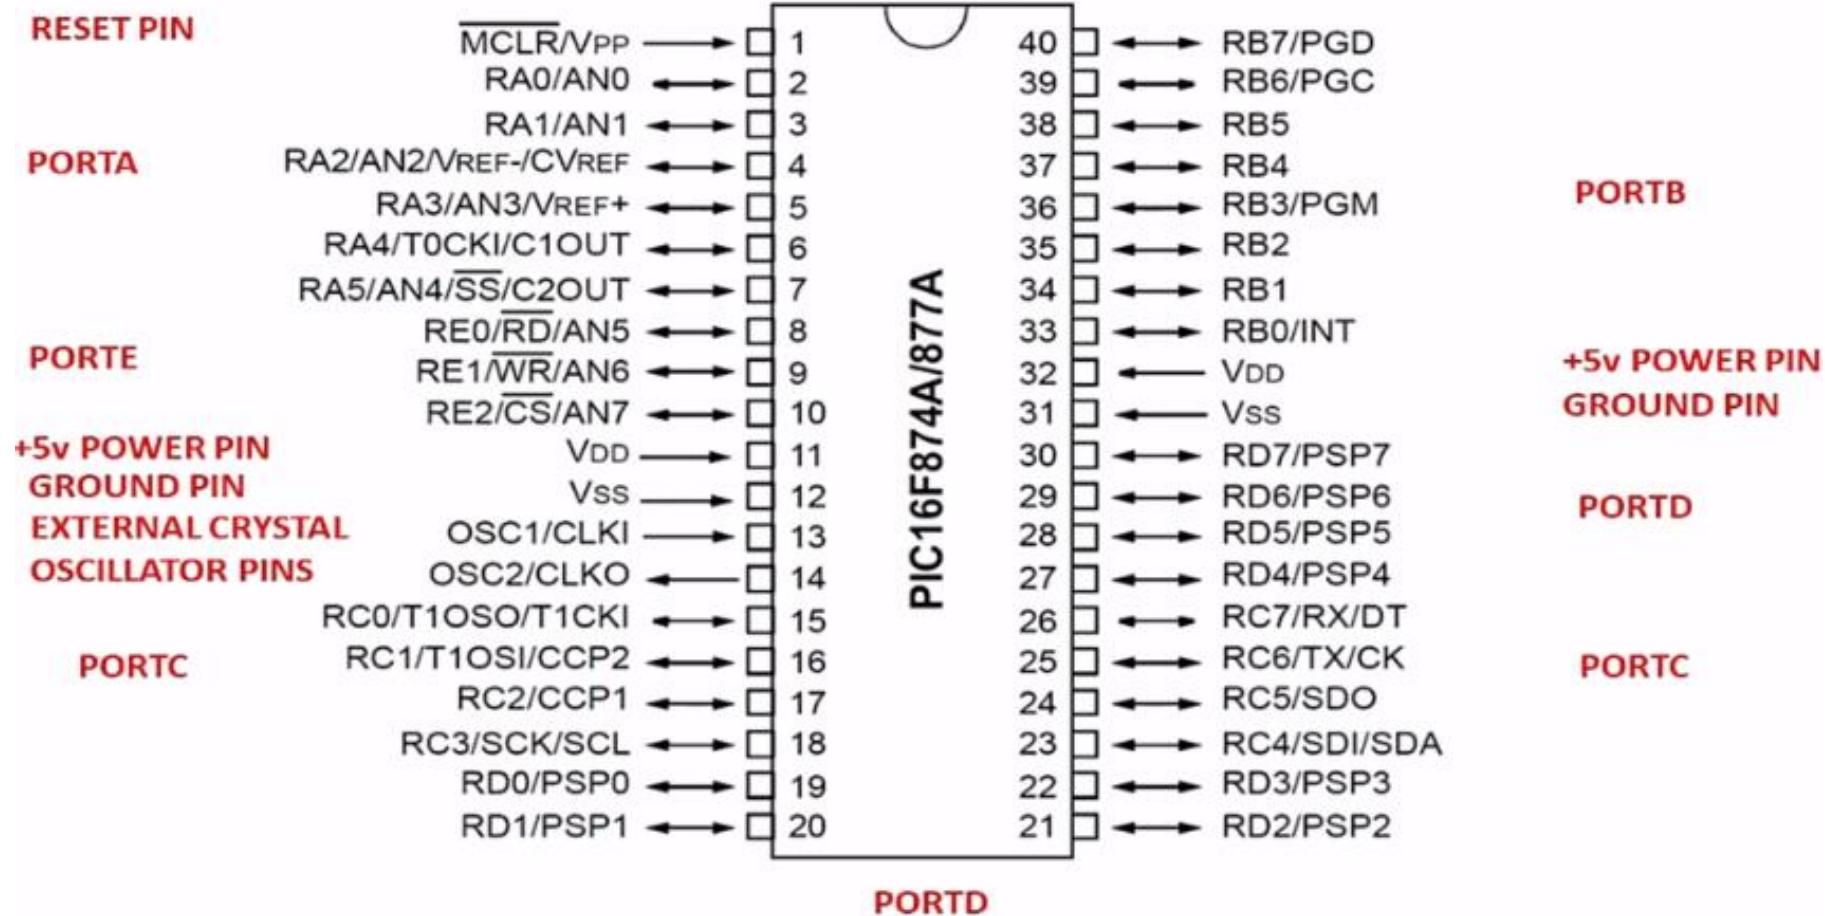 RESET PIN
MCLR/VPP 1 40 RB7/PGD
RA0/AN0 2 39 RB6/PGC
RA1/AN1 3 38 RB5
PORTA RA2/AN2/VREF-/CVREF 4 37 RB4
RA3/AN3/VREF+ 5 36 RB3/PGM PORTB
RA4/T0CKI/C1OUT 6 35 RB2
RA5/AN4/SS/C2OUT 7 34 RB1
RE0/RD/AN5 8 33 RB0/INT
PORTE RE1/WR/AN6 9 32 VDD +5v POWER PIN
RE2/CS/AN7 10 31 VSS GROUND PIN
+5v POWER PIN VDD 11 30 RD7/PSP7
GROUND PIN VSS 12 29 RD6/PSP6 PORTD
EXTERNAL CRYSTAL OSC1/CLKI 13 28 RD5/PSP5
OSCILLATOR PINS OSC2/CLKO 14 27 RD4/PSP4
RC0/T1OSO/T1CKI 15 26 RC7/RX/DT
PORTC RC1/T1OSI/CCP2 16 25 RC6/TX/CK PORTC
RC2/CCP1 17 24 RC5/SDO
RC3/SCK/SCL 18 23 RC4/SDI/SDA
RD0/PSP0 19 22 RD3/PSP3
RD1/PSP1 20 21 RD2/PSP2
PIC16F874A/877A
PORTD